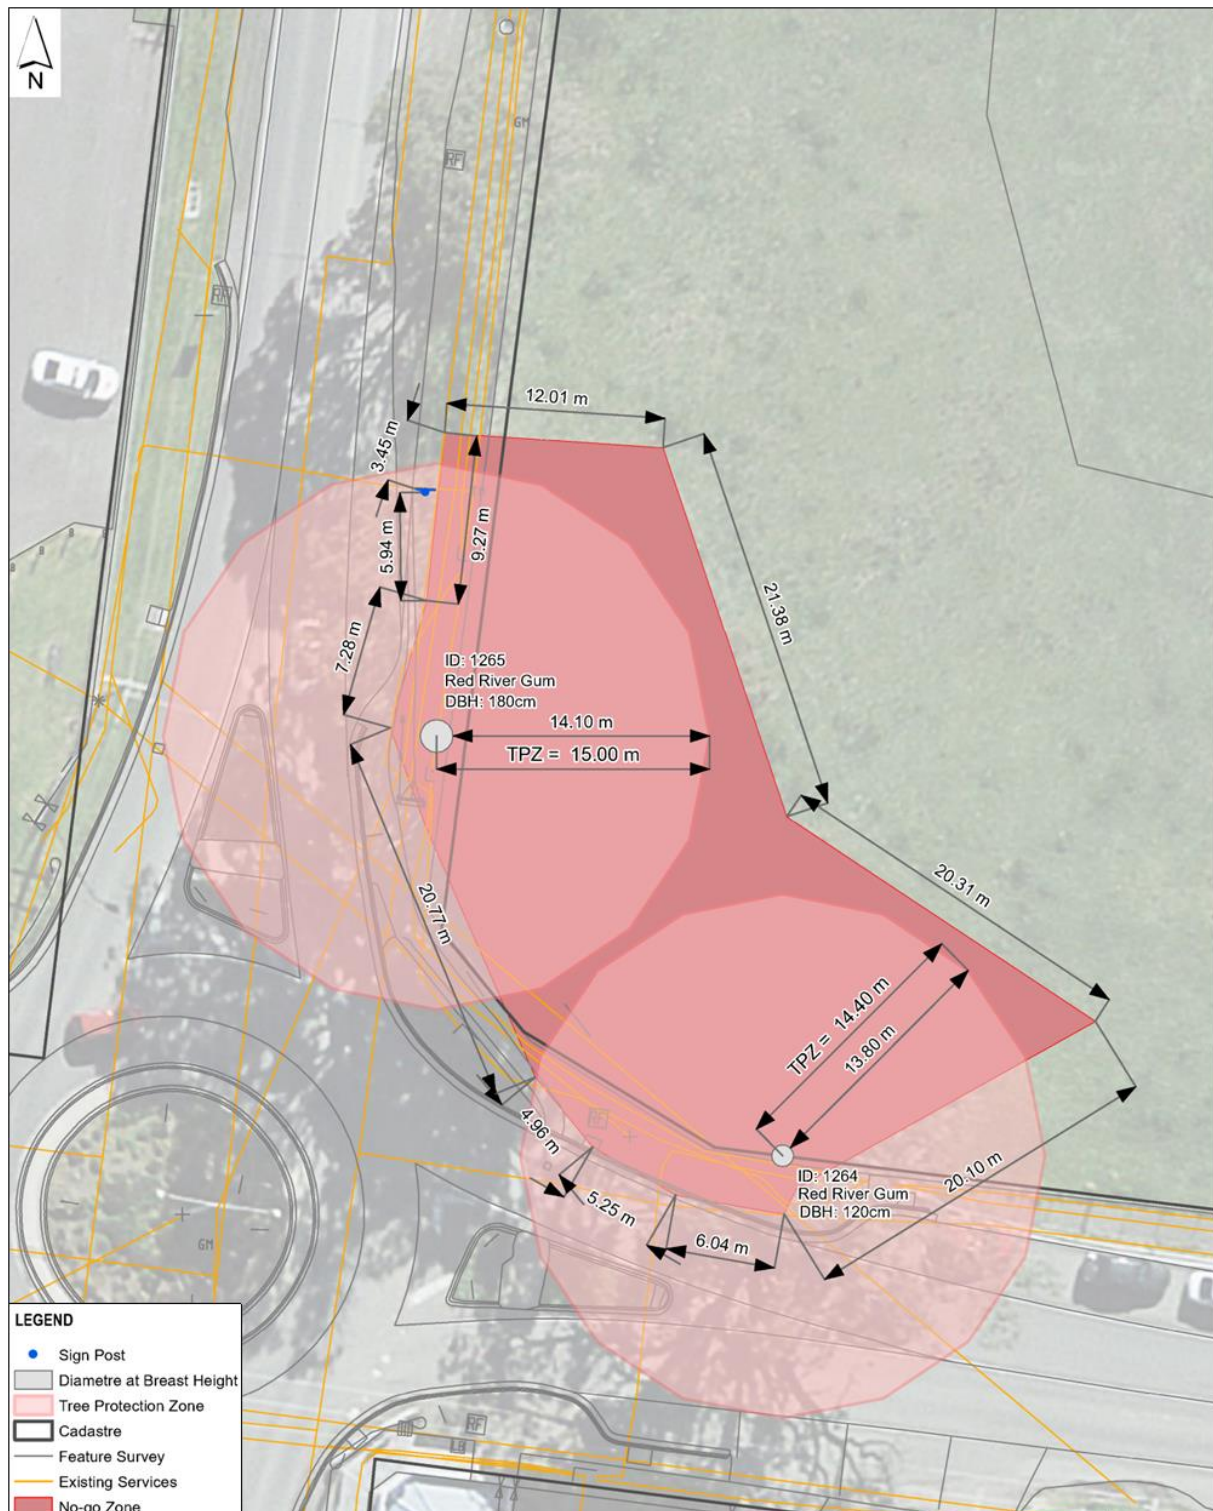 N
GM
RF
RF
12.01 m
3.45 m
5.94 m
9.27 m
21.38 m
7.28 m
ID: 1265
Red River Gum
DBH: 180cm
14.10 m
TPZ = 15.00 m
20.77 m
20.31 m
TPZ = 14.40 m
13.80 m
RF
4.96 m
ID: 1264
Red River Gum
DBH: 120cm
20.10 m
5.25 m
6.04 m
GM
LEGEND
Sign Post
Diametre at Breast Height
Tree Protection Zone
Cadastre
Feature Survey
Existing Services
No-go Zone
RF